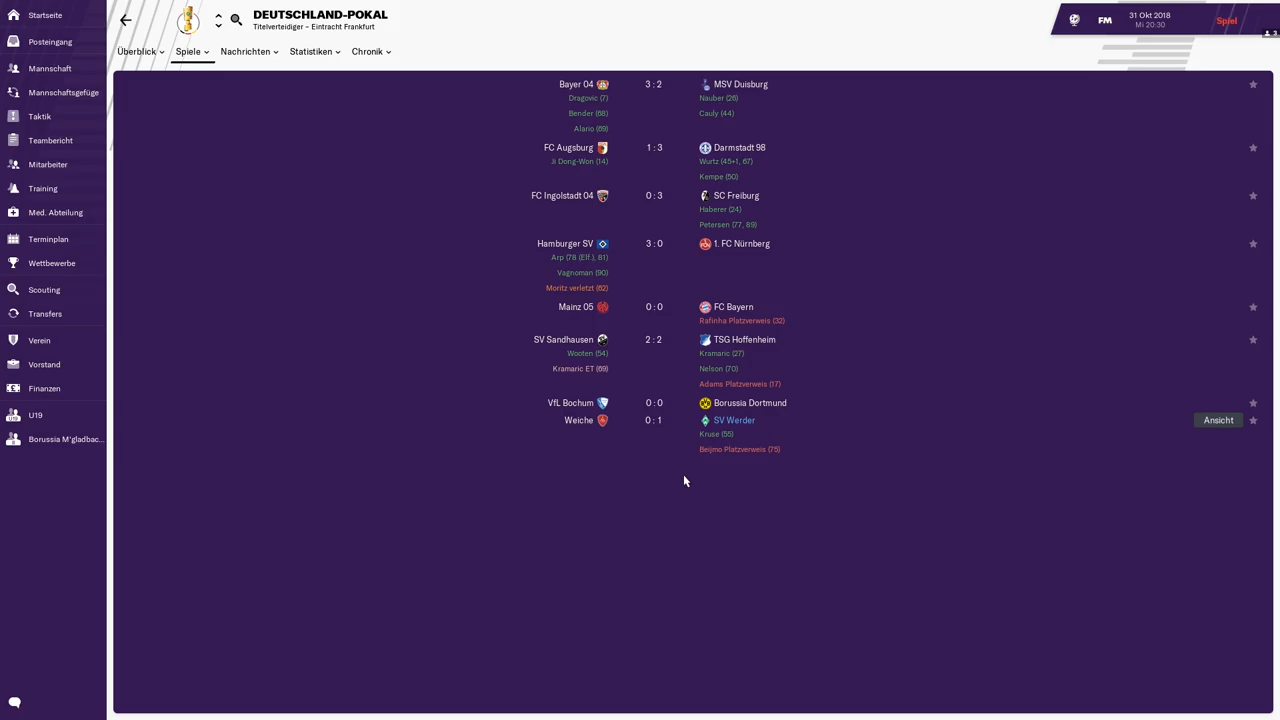 Startseite
Posteingang
Mannschaft
Mannschaftsgefüge
Taktik
Teambericht
Mitarbeiter
Training
Med. Abteilung
Terminplan
Wettbewerbe
Scouting
Transfers
Verein
Vorstand
Finanzen
U19
Borussia M'gladbac...
DEUTSCHLAND-POKAL
Titelverteidiger – Eintracht Frankfurt
FM
31 Okt 2018
Mi 20:30
Spiel
Überblick Spiele Nachrichten Statistiken Chronik
Bayer 04 3 : 2 MSV Duisburg
Dragovic (7) Nauber (26)
Bender (68) Cauly (44)
Alario (69)
FC Augsburg 1 : 3 Darmstadt 98
Ji Dong-Won (14) Wurtz (45+1, 67)
Kempe (50)
FC Ingolstadt 04 0 : 3 SC Freiburg
Haberer (24)
Petersen (77, 89)
Hamburger SV 3 : 0 1. FC Nürnberg
Arp (78 (Elf.), 81)
Vagnoman (90)
Moritz verletzt (62)
Mainz 05 0 : 0 FC Bayern
Rafinha Platzverweis (32)
SV Sandhausen 2 : 2 TSG Hoffenheim
Wooten (54) Kramaric (27)
Kramaric ET (69) Nelson (70)
Adams Platzverweis (17)
VfL Bochum 0 : 0 Borussia Dortmund
Weiche 0 : 1 SV Werder Ansicht
Kruse (55)
Beijmo Platzverweis (75)